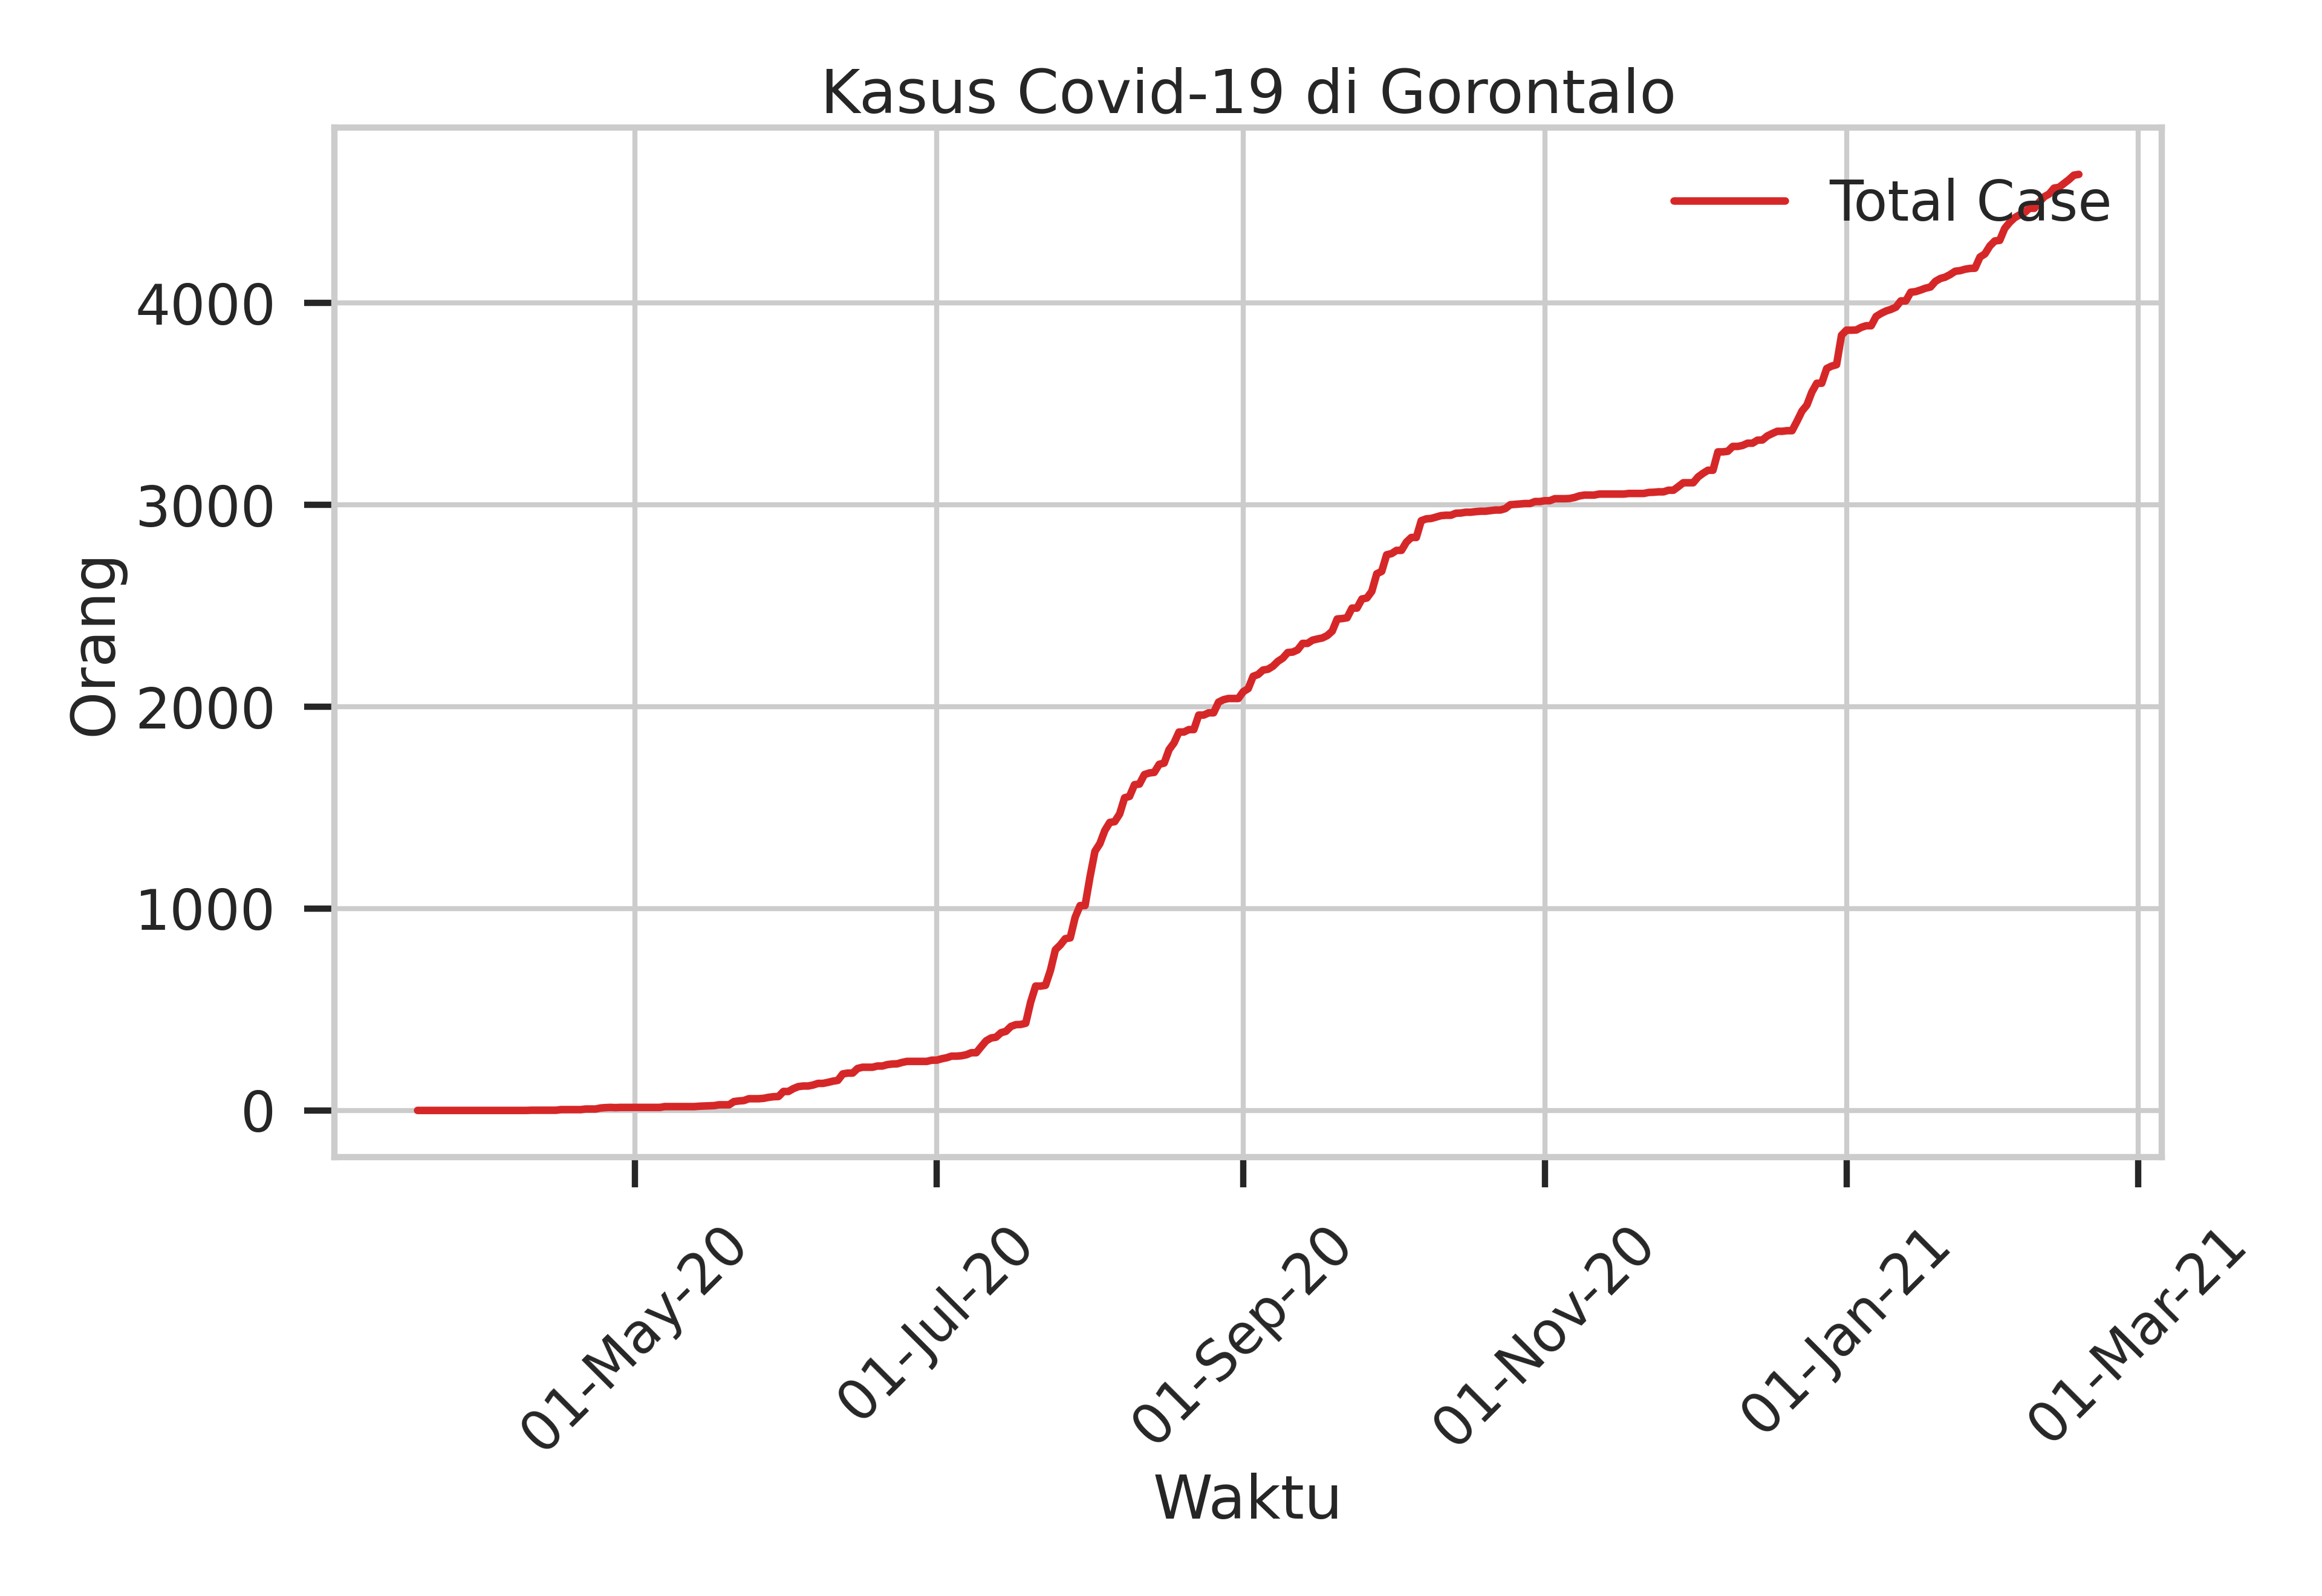 Kasus Covid-19 di Gorontalo
Total Case
4000
3000
2000
1000
0
Orang
01-May-20
01-Jul-20
01-Sep-20
01-Nov-20
01-Jan-21
01-Mar-21
Waktu